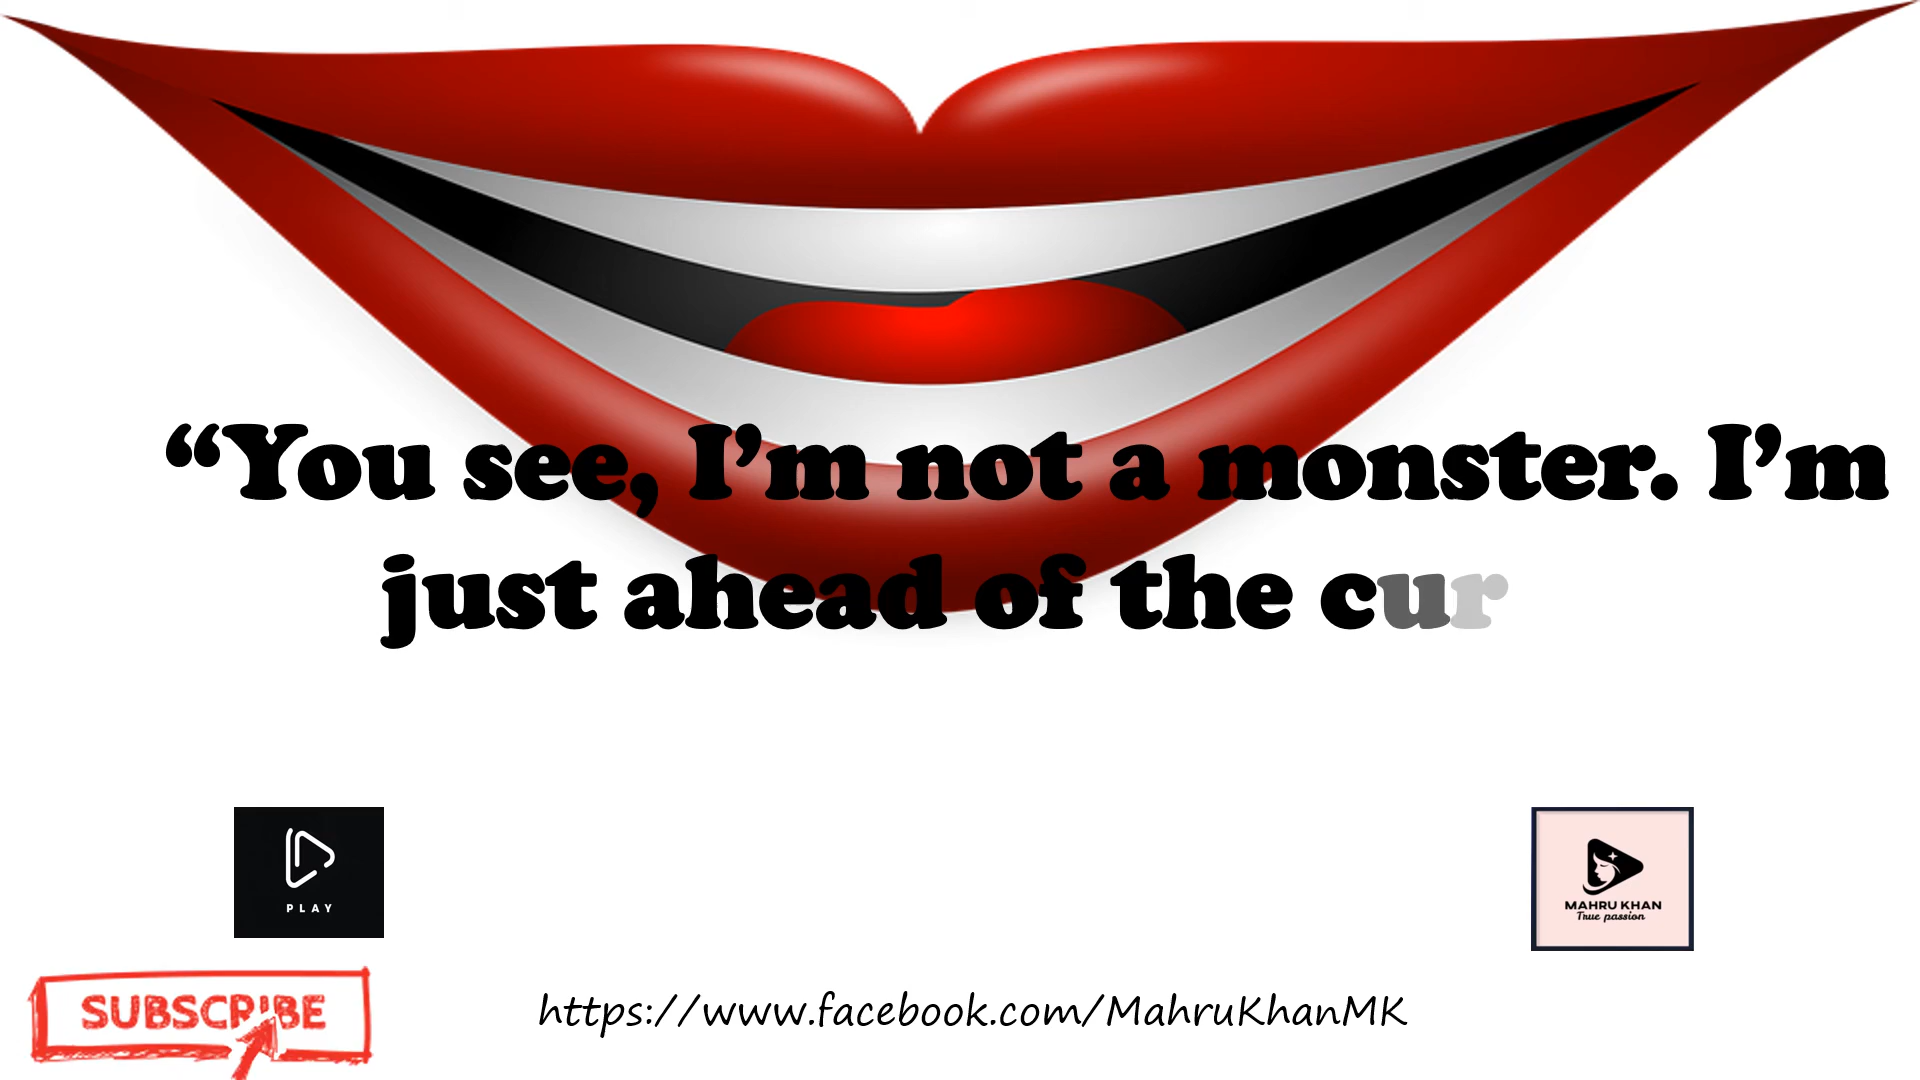 “You see, I’m not a monster. I’m
just ahead of the cur
PLAY
MAHRU KHAN
True passion
SUBSCRIBE
https://www.facebook.com/MahruKhanMK